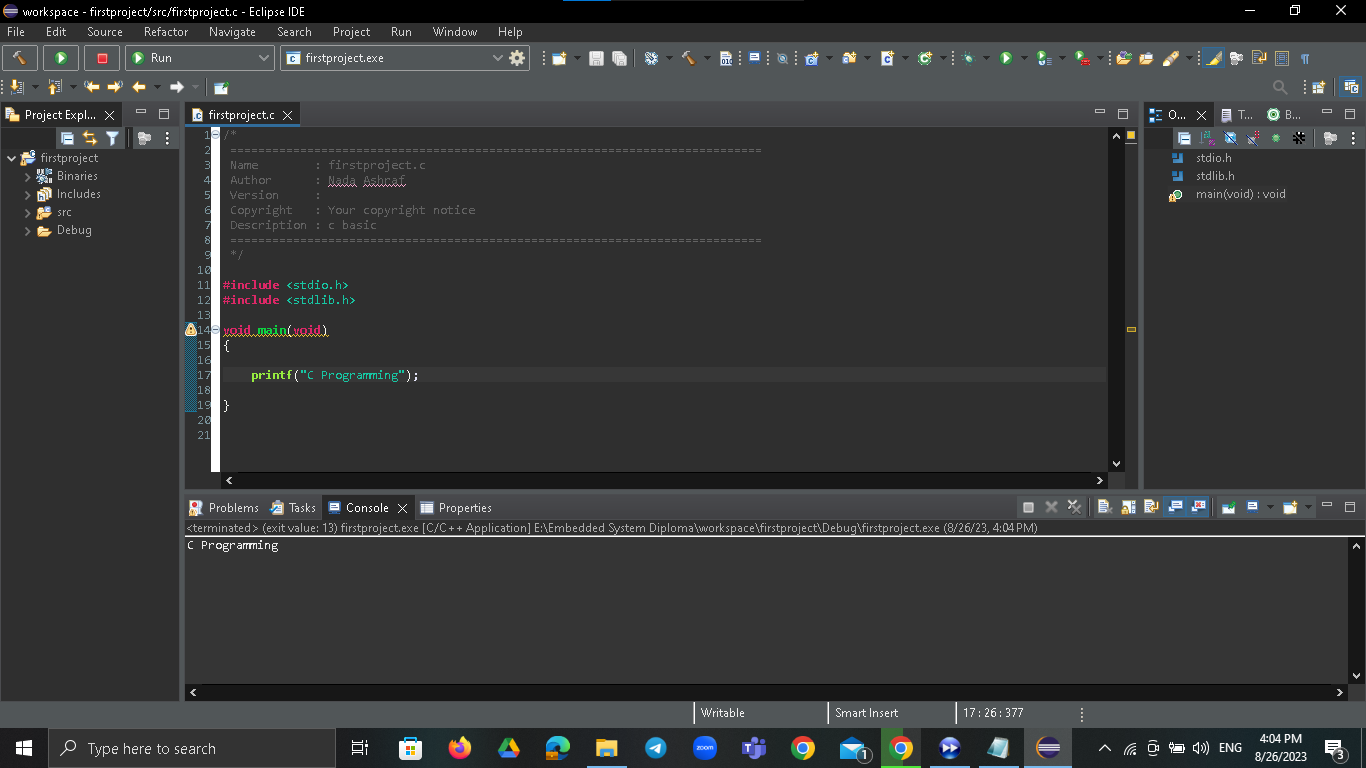 workspace - firstproject/src/firstproject.c - Eclipse IDE
File Edit Source Refactor Navigate Search Project Run Window Help
Run firstproject.exe
Project Expl...
firstproject
Binaries
Includes
src
Debug
firstproject.c
1 /*
2 ============================================================================
3 Name : firstproject.c
4 Author : Nada Ashraf
5 Version :
6 Copyright : Your copyright notice
7 Description : c basic
8 ============================================================================
9 */
10
11 #include <stdio.h>
12 #include <stdlib.h>
13
14 void main(void)
15 {
16
17 printf("C Programming");
18
19 }
20
21
O... T... B...
stdio.h
stdlib.h
main(void) : void
Problems Tasks Console Properties
<terminated> (exit value: 13) firstproject.exe [C/C++ Application] E:\Embedded System Diploma\workspace\firstproject\Debug\firstproject.exe (8/26/23, 4:04 PM)
C Programming
Writable Smart Insert 17 : 26 : 377
Type here to search
zoom
1
ENG
4:04 PM
8/26/2023
3